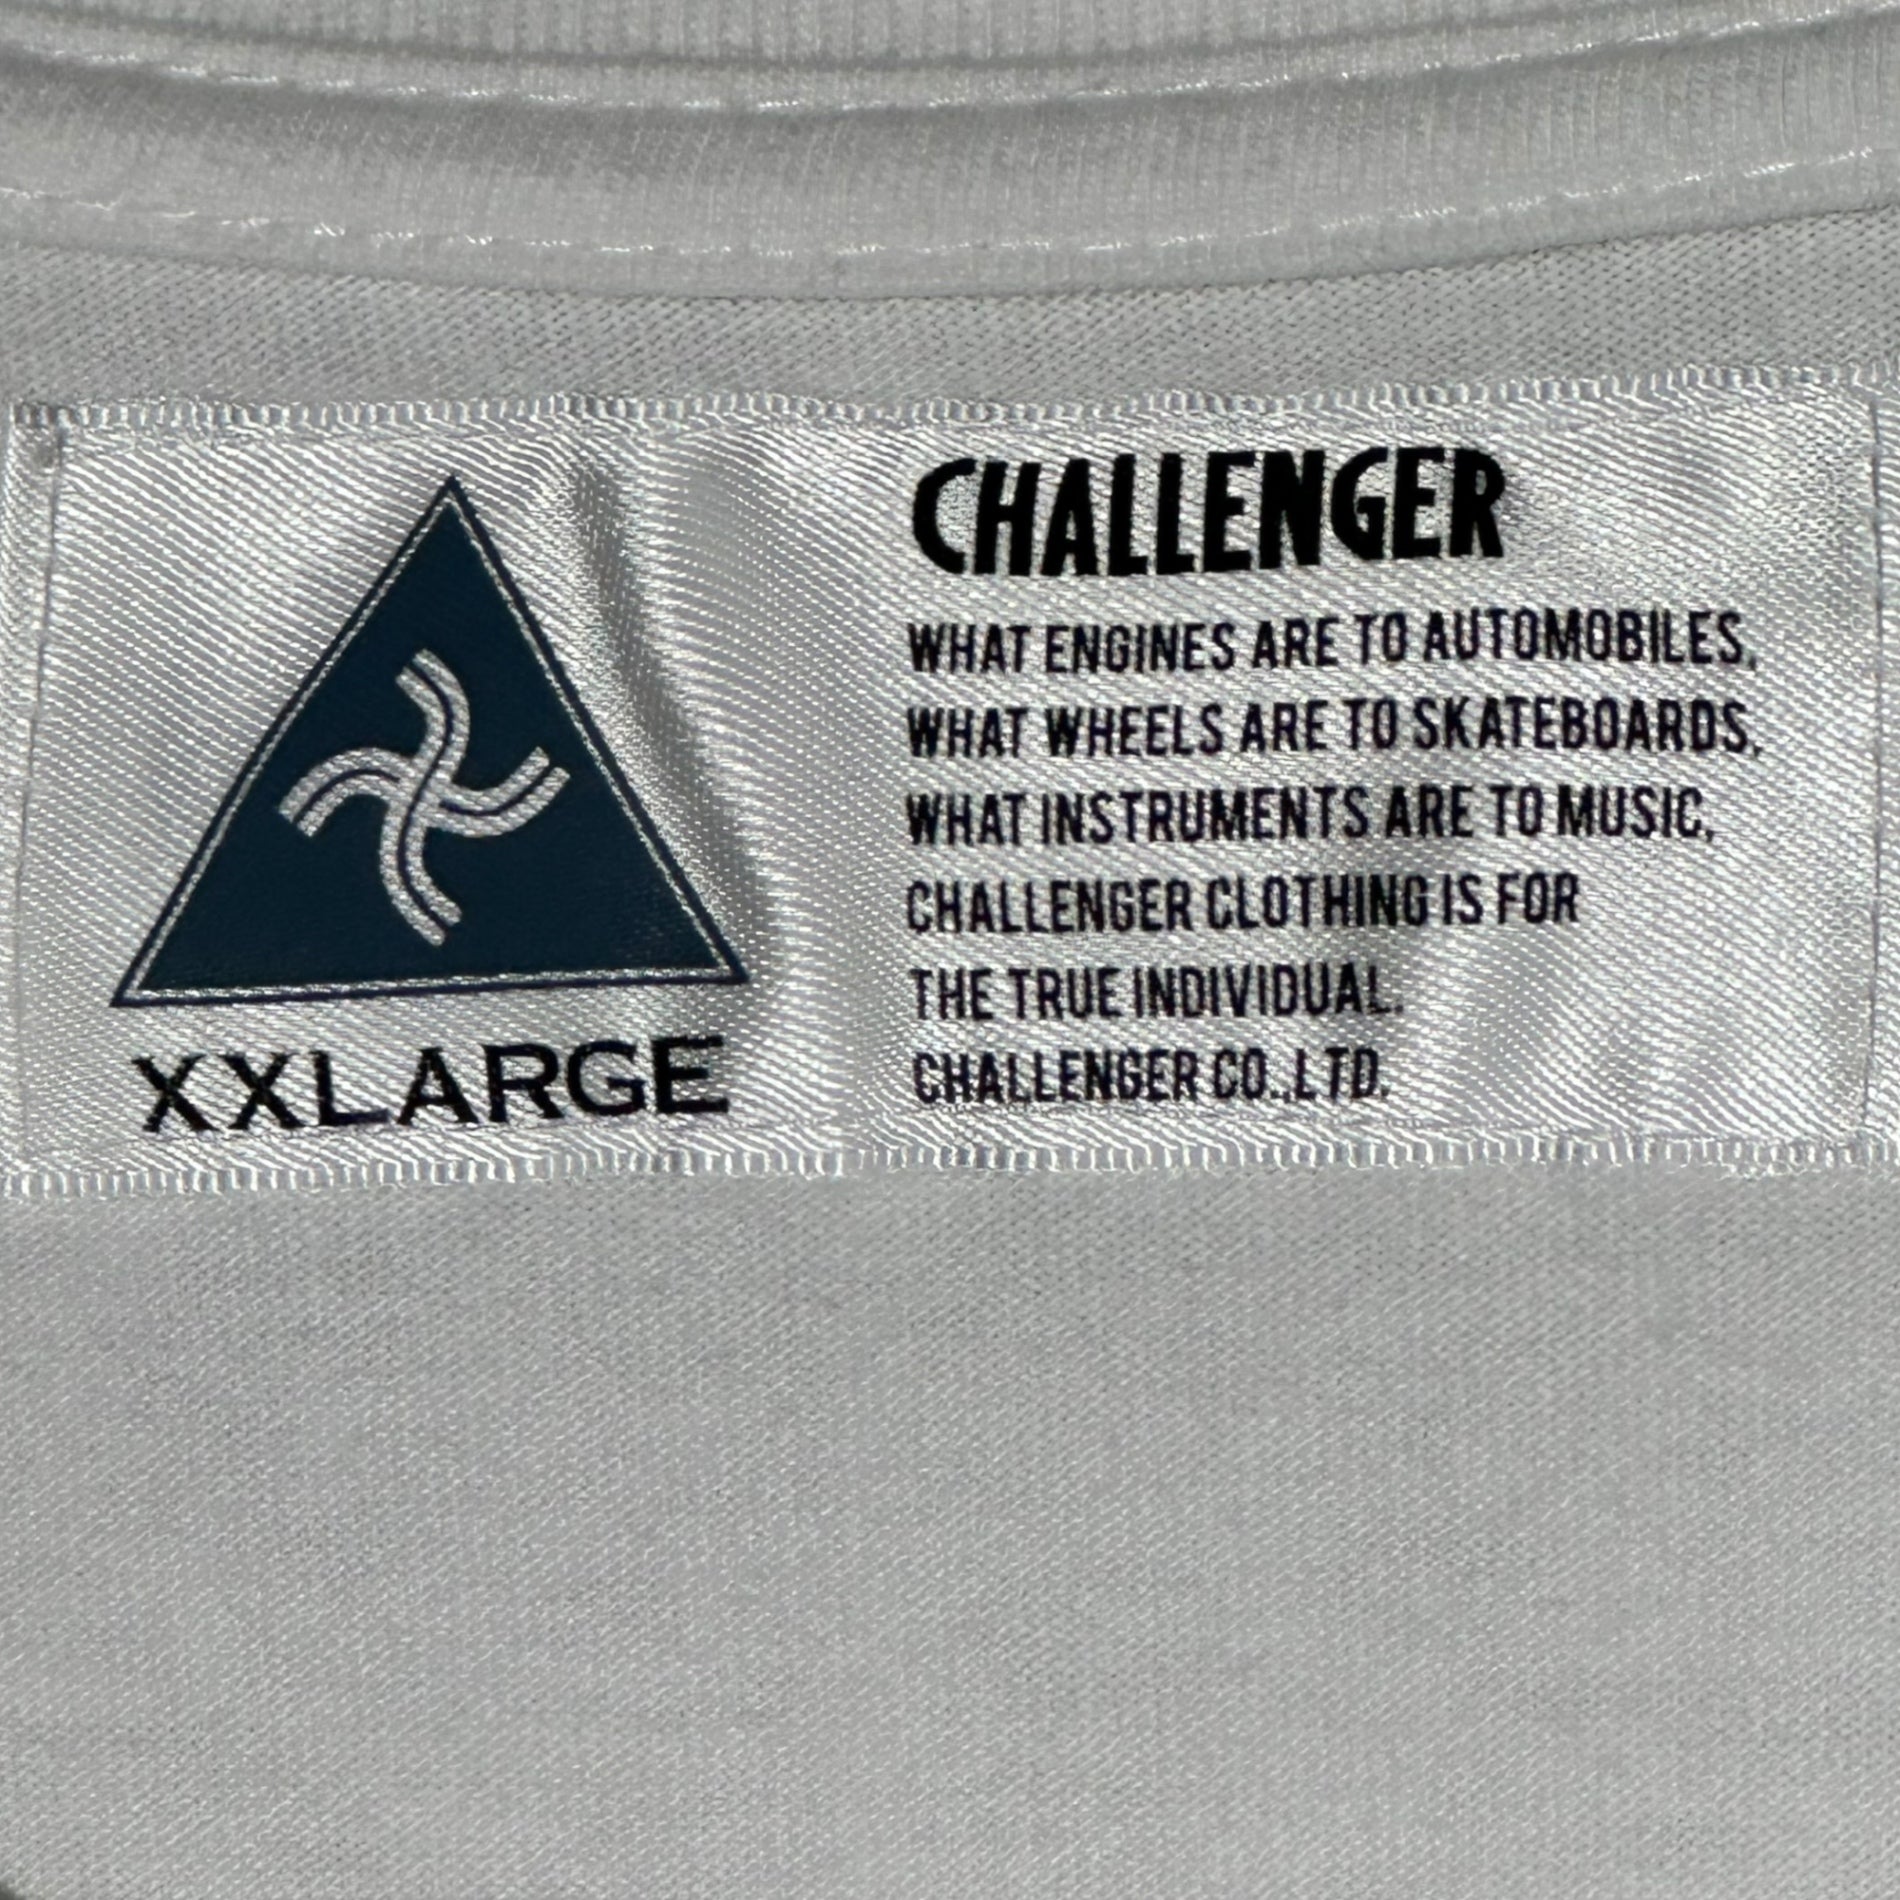 XXLARGE
CHALLENGER
WHAT ENGINES ARE TO AUTOMOBILES,
WHAT WHEELS ARE TO SKATEBOARDS,
WHAT INSTRUMENTS ARE TO MUSIC,
CHALLENGER CLOTHING IS FOR
THE TRUE INDIVIDUAL.
CHALLENGER CO.,LTD.